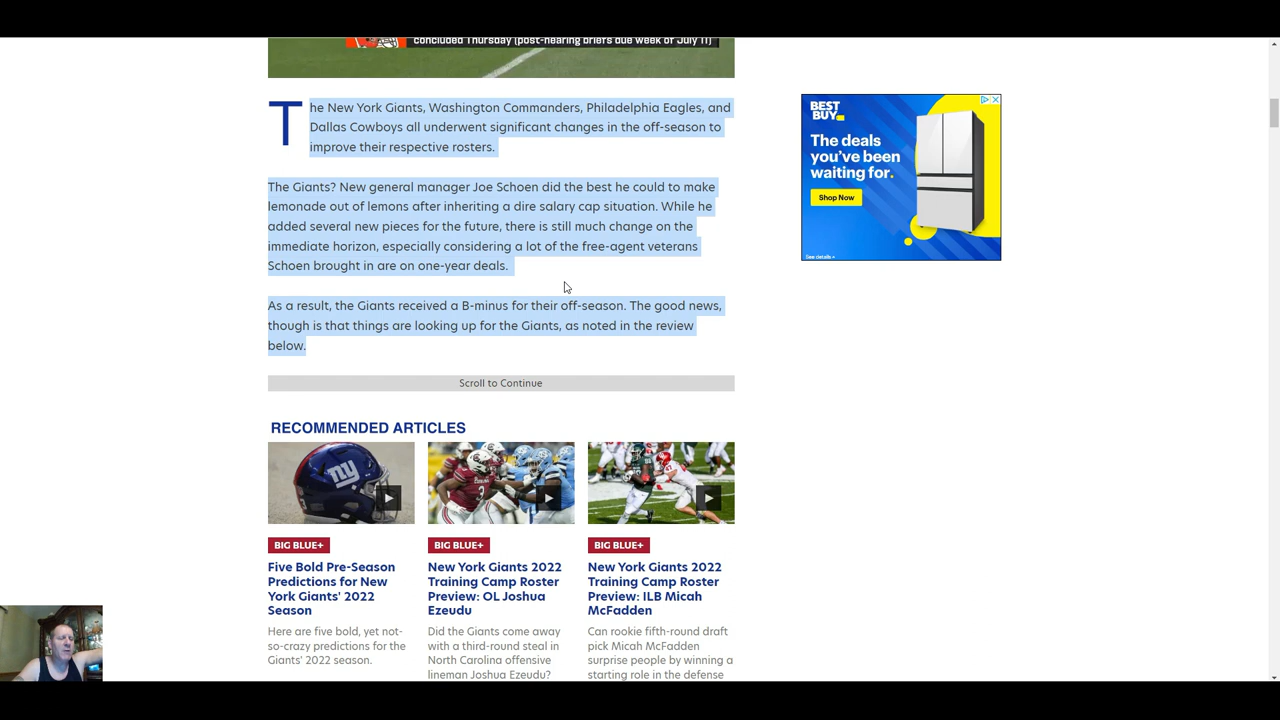 concluded Thursday (post-hearing briefs due week of July 11)
The New York Giants, Washington Commanders, Philadelphia Eagles, and
Dallas Cowboys all underwent significant changes in the off-season to
improve their respective rosters.
The Giants? New general manager Joe Schoen did the best he could to make
lemonade out of lemons after inheriting a dire salary cap situation. While he
added several new pieces for the future, there is still much change on the
immediate horizon, especially considering a lot of the free-agent veterans
Schoen brought in are on one-year deals.
As a result, the Giants received a B-minus for their off-season. The good news,
though is that things are looking up for the Giants, as noted in the review
below.
Scroll to Continue
RECOMMENDED ARTICLES
ny
BIG BLUE+
Five Bold Pre-Season
Predictions for New
York Giants' 2022
Season
Here are five bold, yet not-
so-crazy predictions for the
Giants' 2022 season.
BIG BLUE+
New York Giants 2022
Training Camp Roster
Preview: OL Joshua
Ezeudu
Did the Giants come away
with a third-round steal in
North Carolina offensive
lineman Joshua Ezeudu?
BIG BLUE+
New York Giants 2022
Training Camp Roster
Preview: ILB Micah
McFadden
Can rookie fifth-round draft
pick Micah McFadden
surprise people by winning a
starting role in the defense
BEST
BUY
The deals
you've been
waiting for.
Shop Now
See details